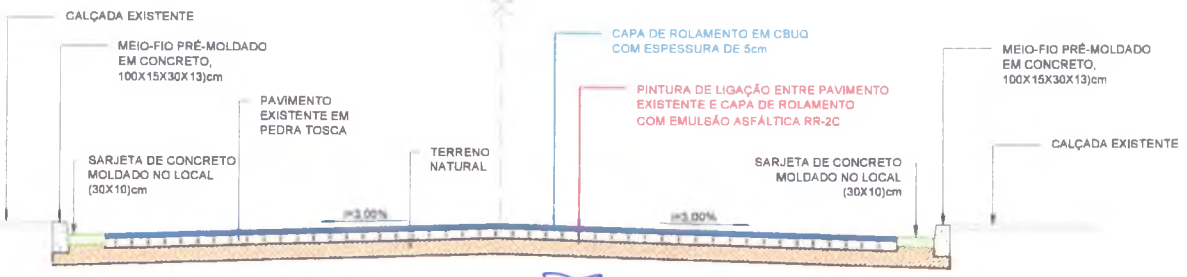 CALÇADA EXISTENTE
MEIO-FIO PRÉ-MOLDADO
EM CONCRETO,
100X15X30X13)cm
PAVIMENTO
EXISTENTE EM
PEDRA TOSCA
SARJETA DE CONCRETO
MOLDADO NO LOCAL
(30X10)cm
TERRENO
NATURAL
CAPA DE ROLAMENTO EM CBUQ
COM ESPESSURA DE 5cm
PINTURA DE LIGAÇÃO ENTRE PAVIMENTO
EXISTENTE E CAPA DE ROLAMENTO
COM EMULSÃO ASFÁLTICA RR-2C
SARJETA DE CONCRETO
MOLDADO NO LOCAL
(30X10)cm
MEIO-FIO PRÉ-MOLDADO
EM CONCRETO,
100X15X30X13)cm
CALÇADA EXISTENTE
i=3,00%
i=3,00%